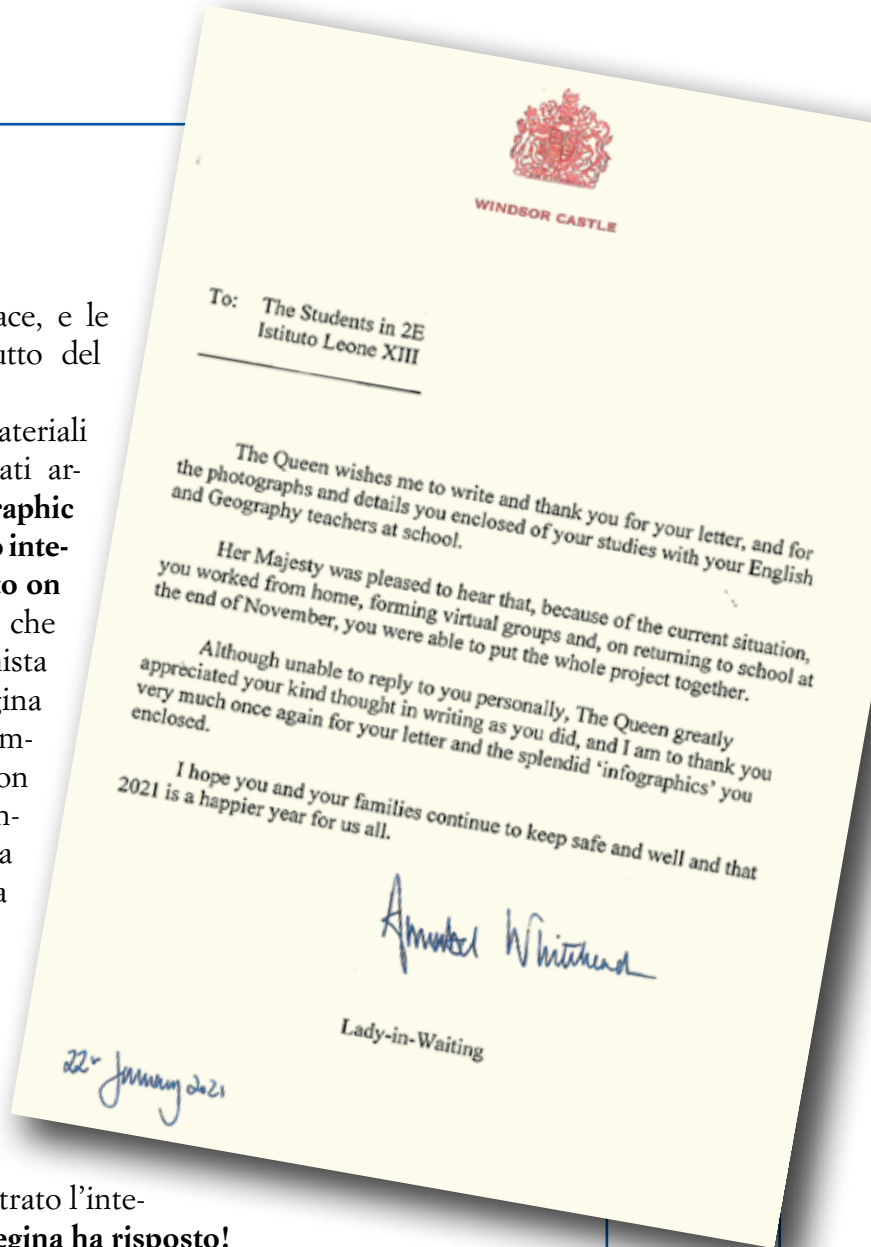 ace, e le
utto del
ateriali
ati ar-
raphic
o inte-
to on
che
nista
gina
m-
on
n-
a
a
trato l'inte-
egina ha risposto!
WINDSOR CASTLE
To: The Students in 2E
Istituto Leone XIII
The Queen wishes me to write and thank you for your letter, and for
the photographs and details you enclosed of your studies with your English
and Geography teachers at school.
Her Majesty was pleased to hear that, because of the current situation,
you worked from home, forming virtual groups and, on returning to school at
the end of November, you were able to put the whole project together.
Although unable to reply to you personally, The Queen greatly
appreciated your kind thought in writing as you did, and I am to thank you
very much once again for your letter and the splendid ‘infographics’ you
enclosed.
I hope you and your families continue to keep safe and well and that
2021 is a happier year for us all.
Whitehead
Lady-in-Waiting
January 2021